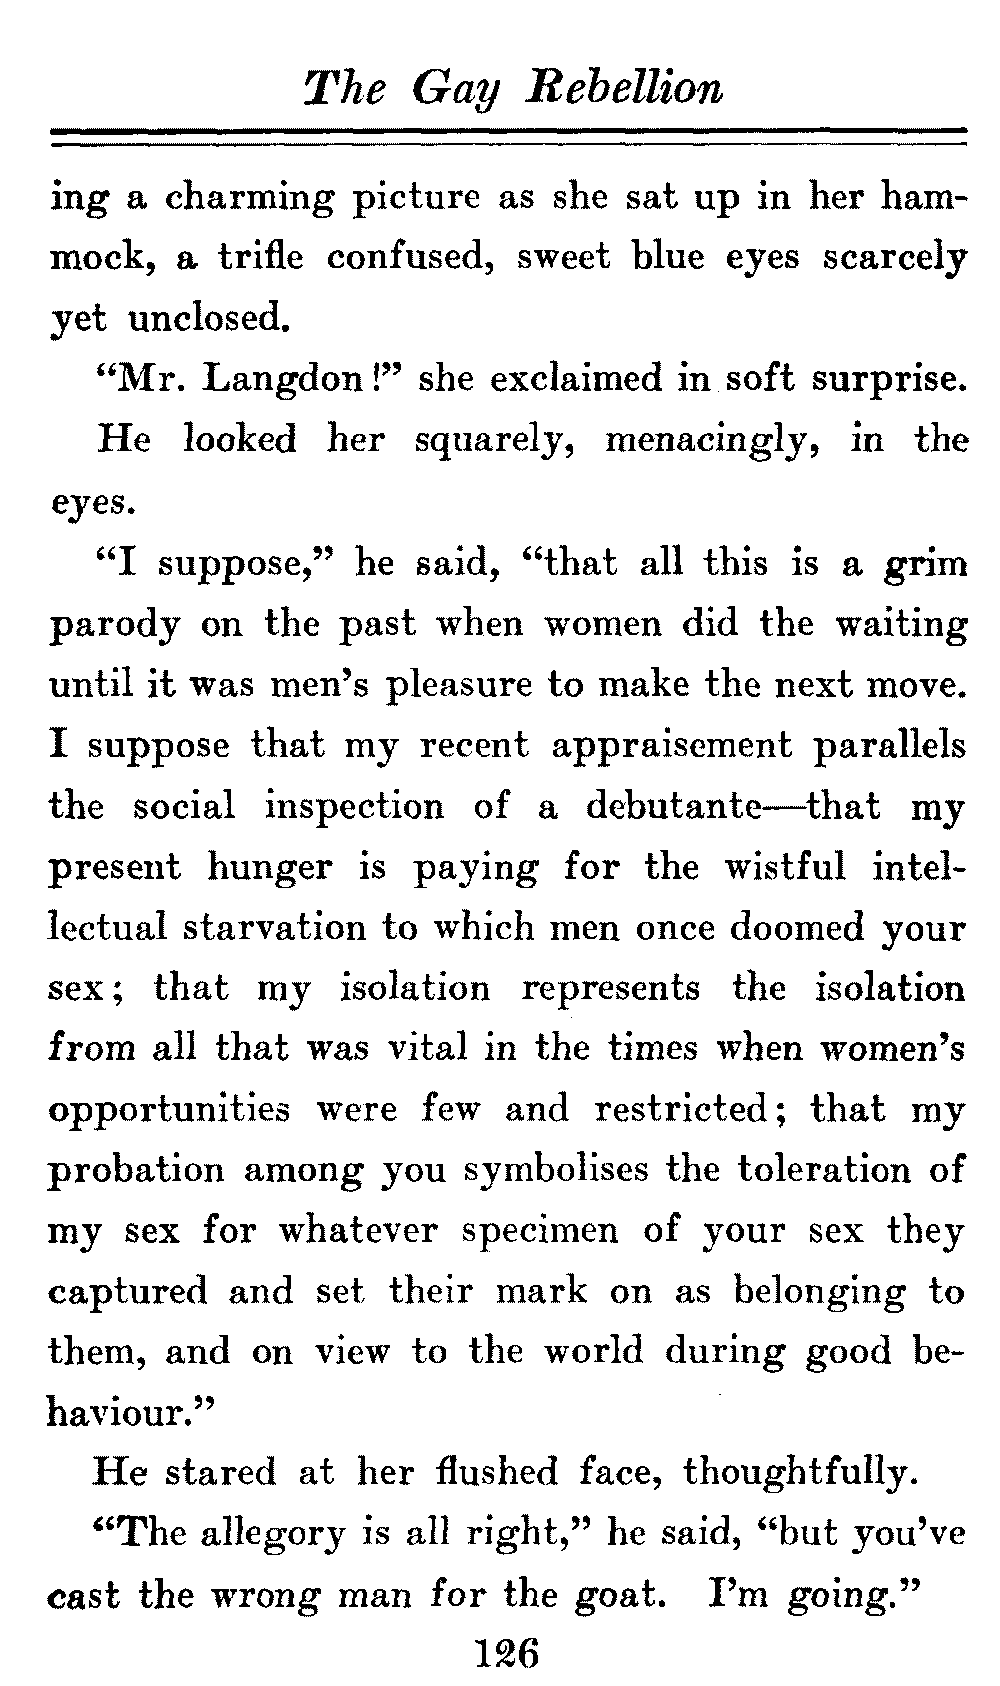 The Gay Rebellion
ing a charming picture as she sat up in her ham-
mock, a trifle confused, sweet blue eyes scarcely
yet unclosed.
“Mr. Langdon!” she exclaimed in soft surprise.
He looked her squarely, menacingly, in the
eyes.
“I suppose,” he said, “that all this is a grim
parody on the past when women did the waiting
until it was men’s pleasure to make the next move.
I suppose that my recent appraisement parallels
the social inspection of a debutante—that my
present hunger is paying for the wistful intel-
lectual starvation to which men once doomed your
sex; that my isolation represents the isolation
from all that was vital in the times when women’s
opportunities were few and restricted; that my
probation among you symbolises the toleration of
my sex for whatever specimen of your sex they
captured and set their mark on as belonging to
them, and on view to the world during good be-
haviour.”
He stared at her flushed face, thoughtfully.
“The allegory is all right,” he said, “but you’ve
cast the wrong man for the goat. I’m going.”
126